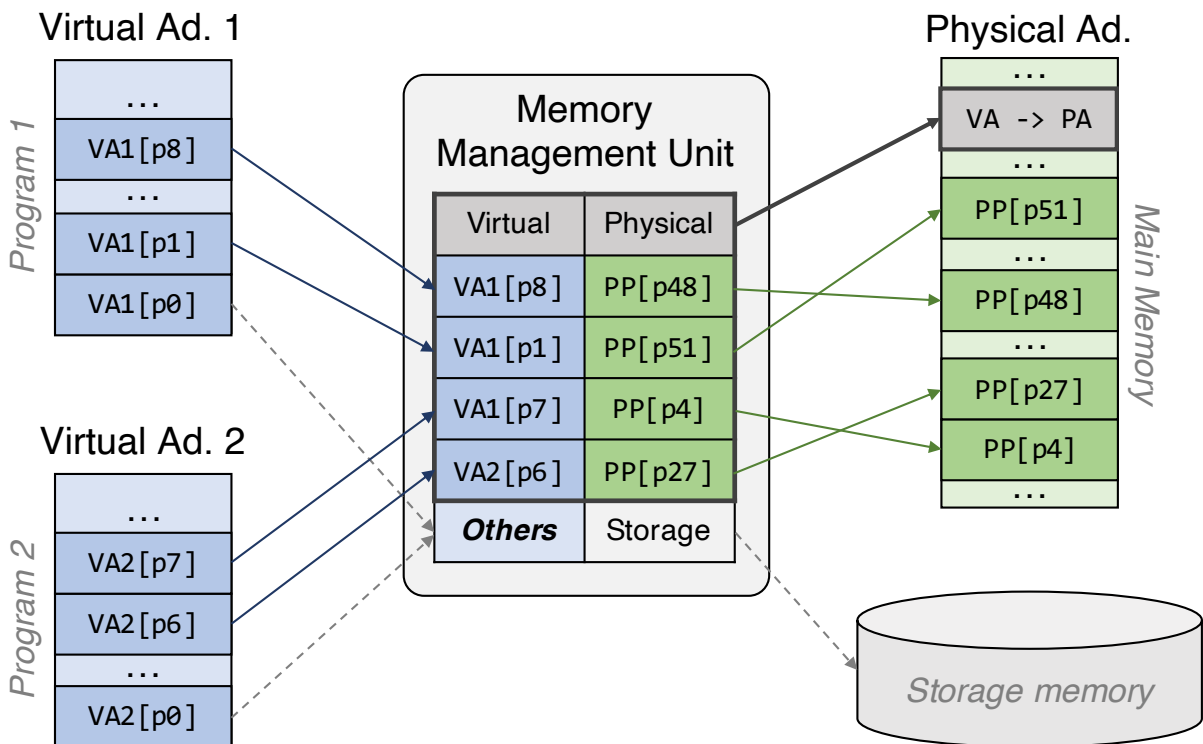 Virtual Ad. 1
Program 1
...
VA1[p8]
...
VA1[p1]
VA1[p0]
Virtual Ad. 2
Program 2
...
VA2[p7]
VA2[p6]
...
VA2[p0]
Memory
Management Unit
Virtual Physical
VA1[p8] PP[p48]
VA1[p1] PP[p51]
VA1[p7] PP[p4]
VA2[p6] PP[p27]
Others Storage
Physical Ad.
Main Memory
...
VA -> PA
...
PP[p51]
...
PP[p48]
...
PP[p27]
PP[p4]
...
Storage memory